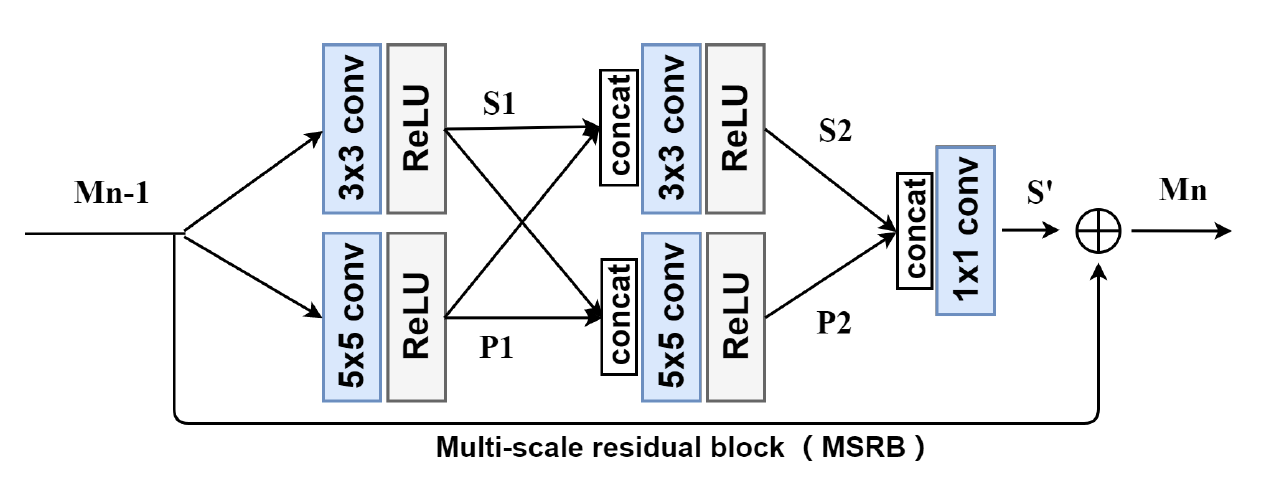 Mn-1
3x3 conv
ReLU
5x5 conv
ReLU
S1
P1
concat
3x3 conv
ReLU
concat
5x5 conv
ReLU
S2
P2
concat
1x1 conv
S'
Mn
Multi-scale residual block ( MSRB )